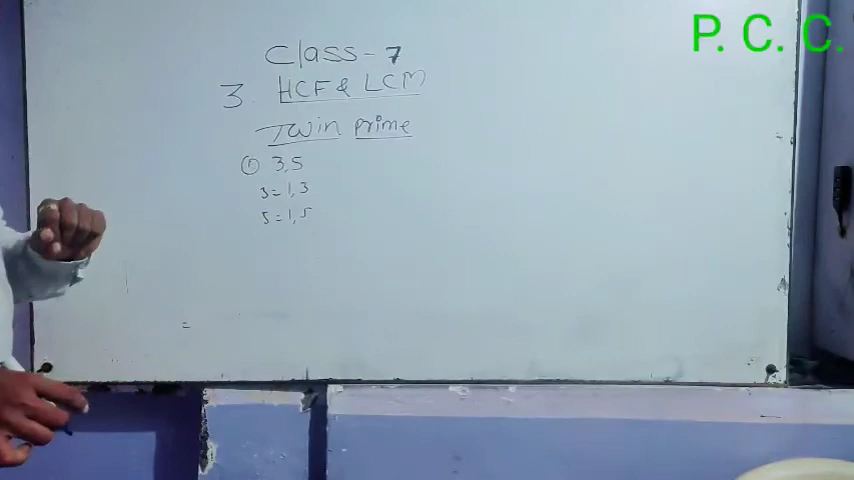 P. C. C.
Class-7
3. HCF & LCM
Twin prime
① 3,5
3=1,3
5=1,5